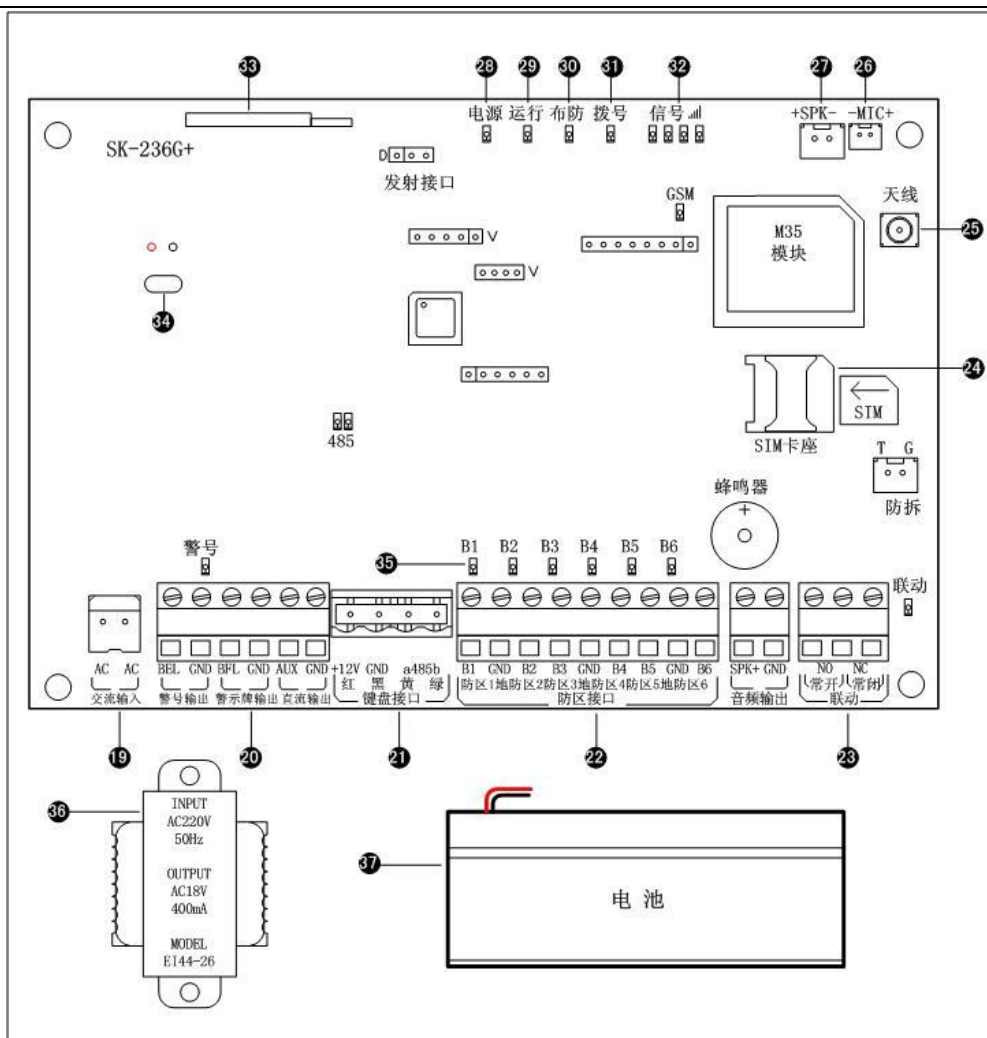 33 28 29 30 31 32 27 26
电源 运行 布防 拨号 信号 +SPK- -MIC+
SK-236G+
D
发射接口
天线
GSM
25
M35
模块
V
V
34
24
SIM
485
SIM卡座
T G
防拆
蜂鸣器
+
警号
35 B1 B2 B3 B4 B5 B6
联动
AC AC BEL GND BFL GND AUX GND +12V GND a485b B1 GND B2 B3 GND B4 B5 GND B6 SPK+ GND NO NC
红 黑 黄 绿 防区1地防区2防区3地防区4防区5地防区6 常开 常闭
交流输入 警号输出 警示牌输出 直流输出 键盘接口 防区接口 音频输出 联动
19 20 21 22 23
36
INPUT
AC220V
50Hz
OUTPUT
AC18V
400mA
MODEL
EI44-26
37
电池